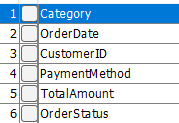 1 Category
2 OrderDate
3 CustomerID
4 PaymentMethod
5 TotalAmount
6 OrderStatus